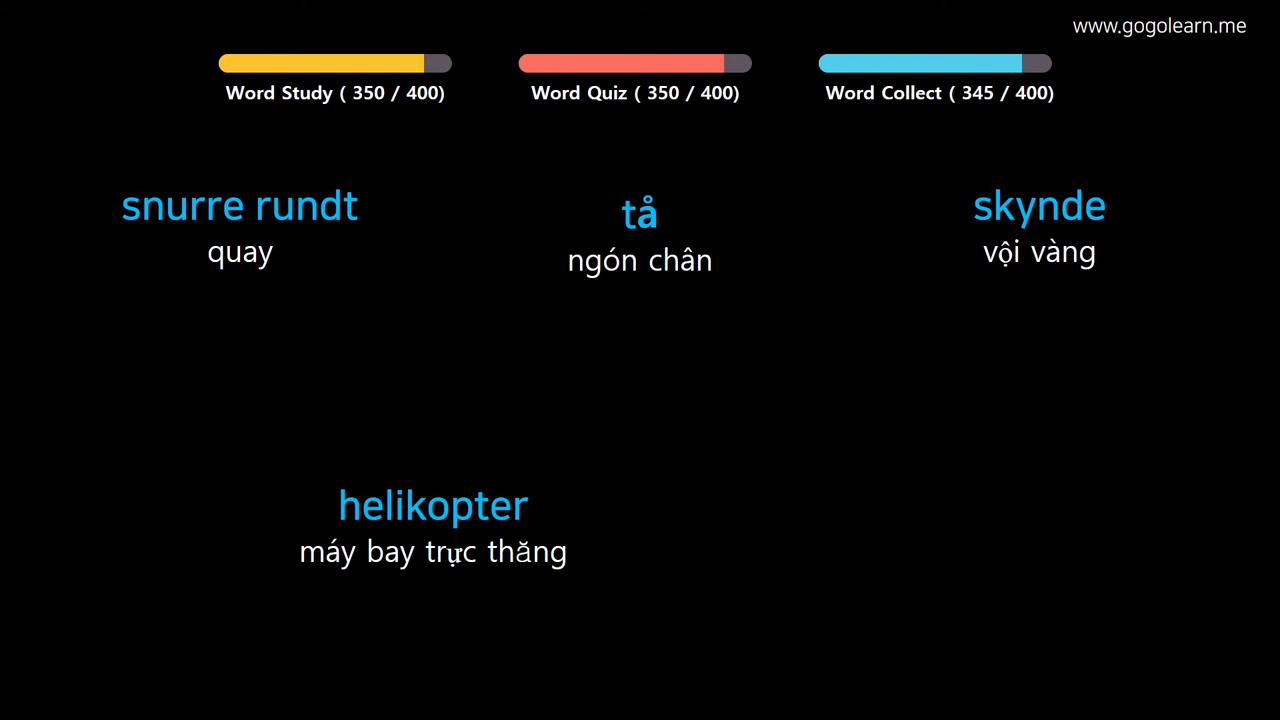 www.gogolearn.me
Word Study ( 350 / 400)
Word Quiz ( 350 / 400)
Word Collect ( 345 / 400)
snurre rundt
quay
tå
ngón chân
skynde
vội vàng
helikopter
máy bay trực thăng